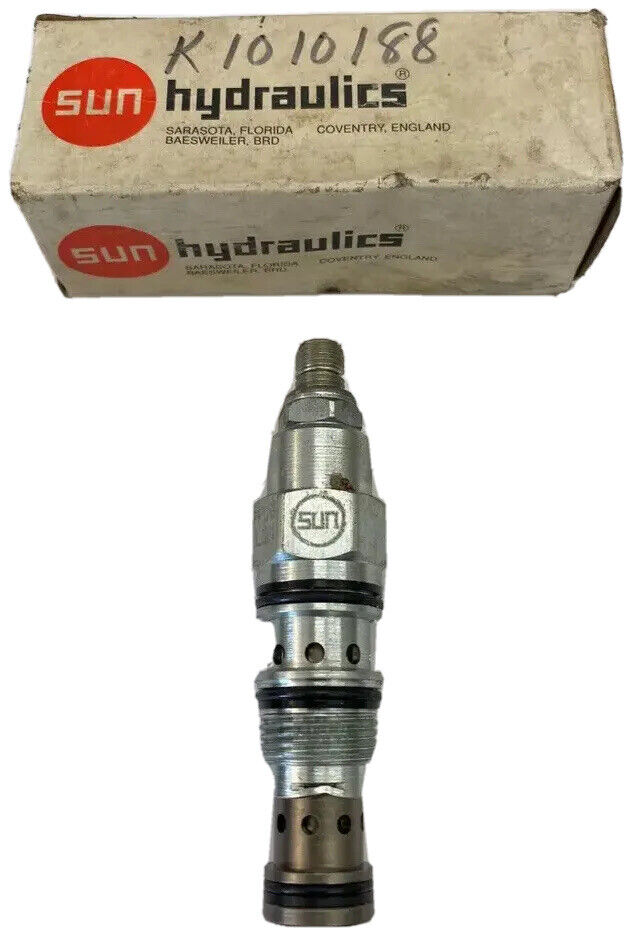 K1010188
sun hydraulics®
SARASOTA, FLORIDA COVENTRY, ENGLAND
BAESWEILER, BRD
sun hydraulics®
SARASOTA, FLORIDA COVENTRY, ENGLAND
BAESWEILER, BRD
sun